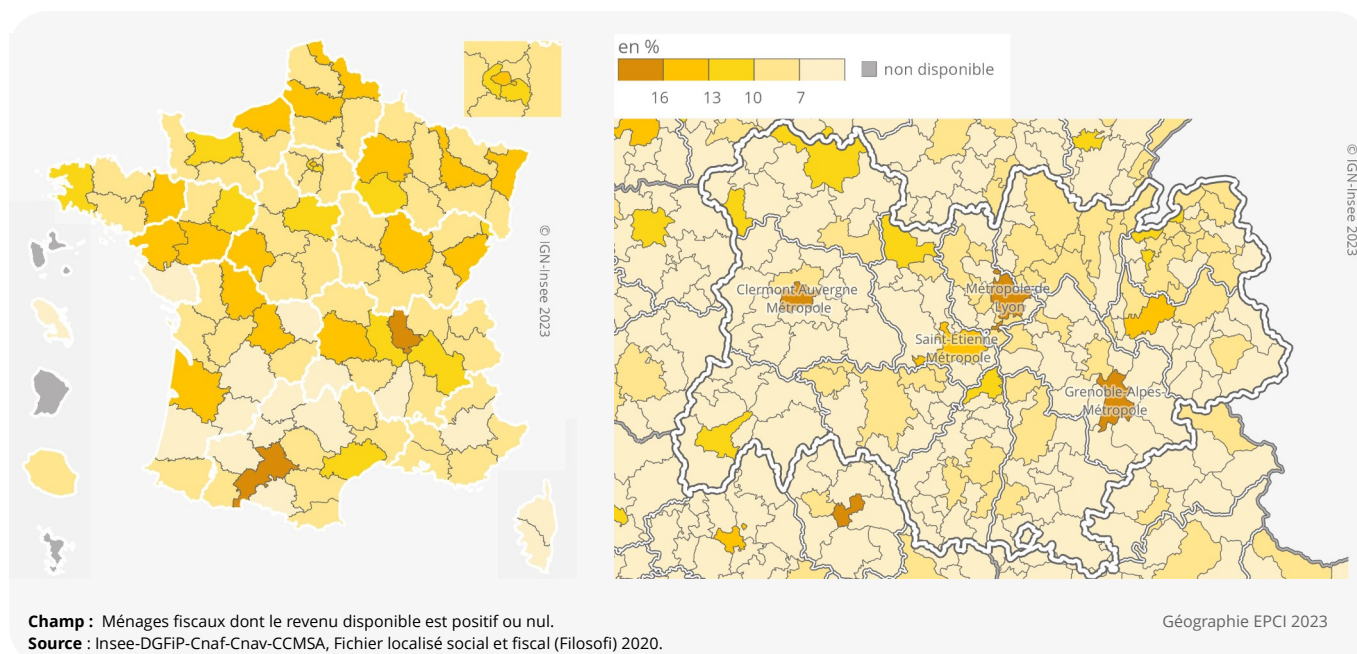 en %
16 13 10 7
non disponible
© IGN-Insee 2023
© IGN-Insee 2023
Clermont Auvergne
Métropole
Métropole de
Lyon
Saint-Étienne
Métropole
Grenoble-Alpes-
Métropole
Champ : Ménages fiscaux dont le revenu disponible est positif ou nul.
Géographie EPCI 2023
Source : Insee-DGFiP-Cnaf-Cnav-CCMSA, Fichier localisé social et fiscal (Filosofi) 2020.